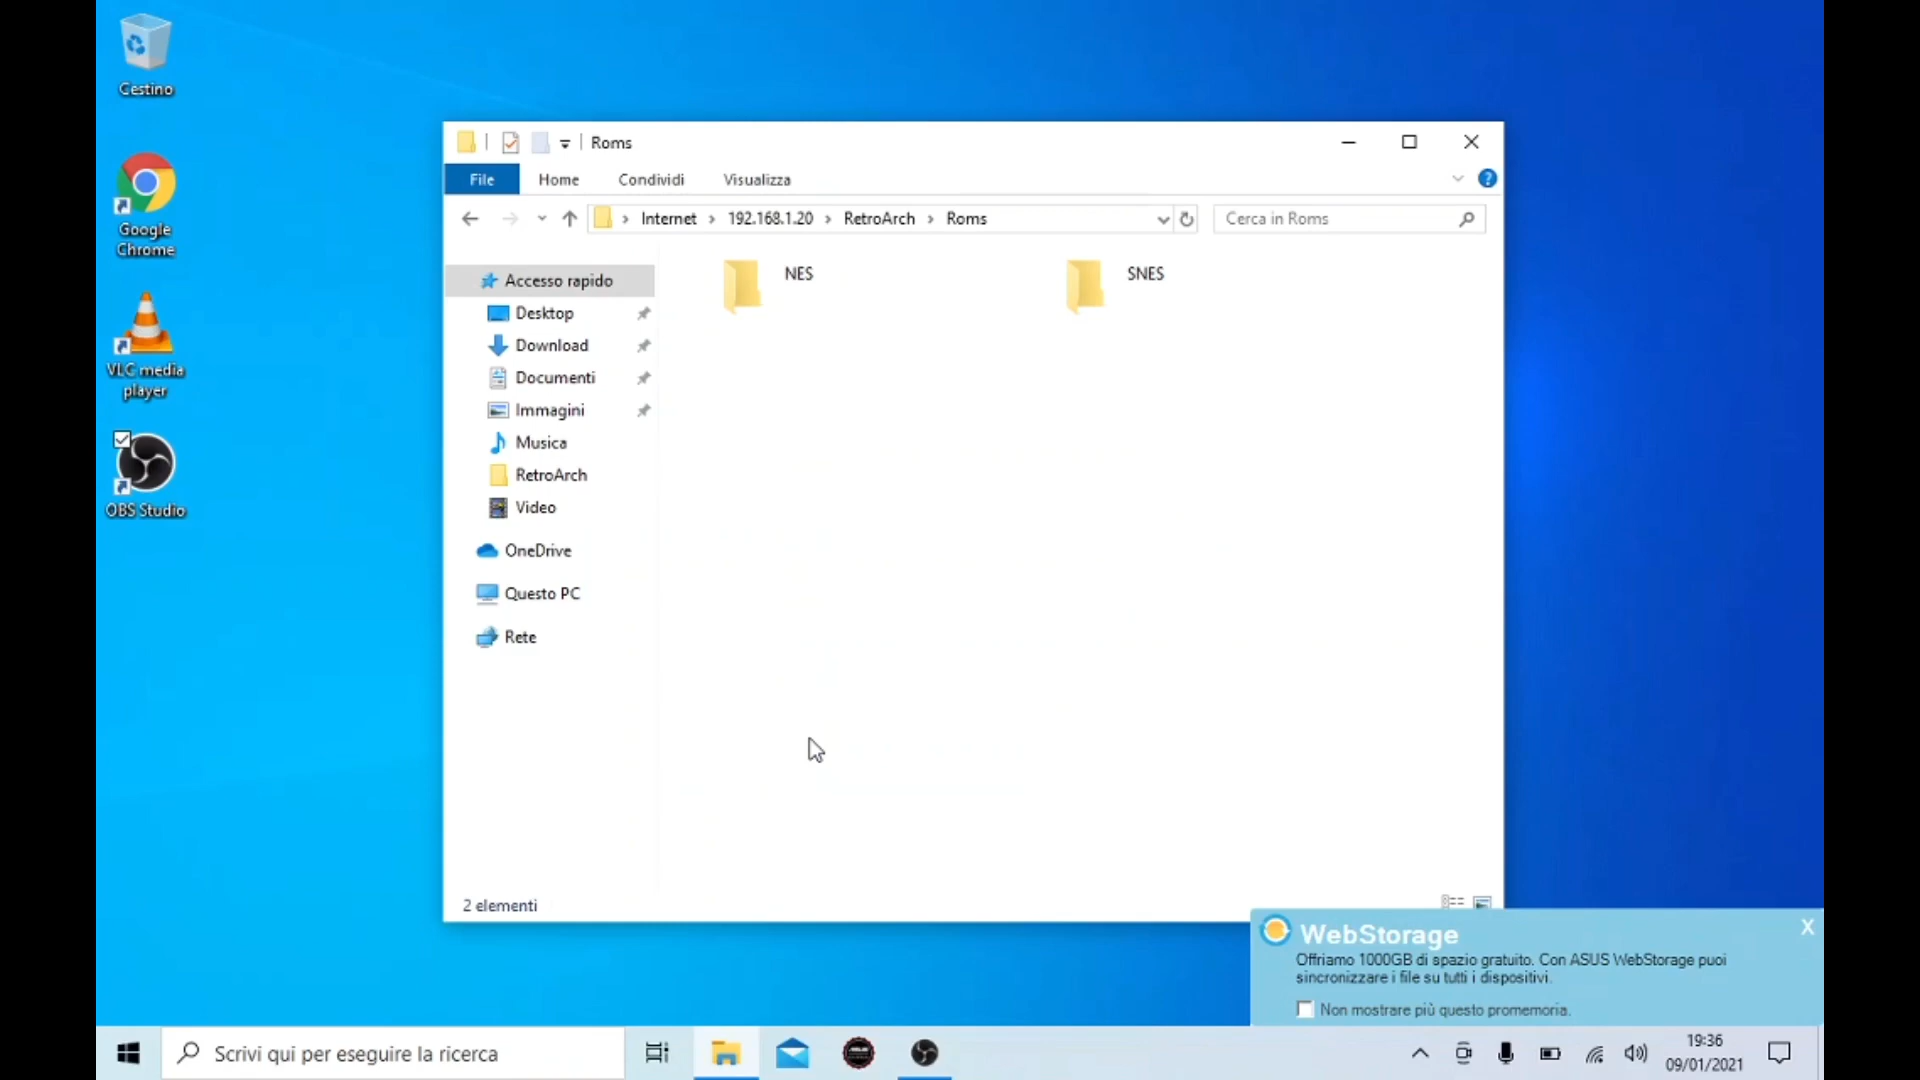 Cestino
Google
Chrome
VLC media
player
OBS Studio
Roms
File Home Condividi Visualizza
Internet 192.168.1.20 RetroArch Roms
Cerca in Roms
Accesso rapido
Desktop
Download
Documenti
Immagini
Musica
RetroArch
Video
OneDrive
Questo PC
Rete
NES
SNES
2 elementi
WebStorage
X
Offriamo 1000GB di spazio gratuito. Con ASUS WebStorage puoi
sincronizzare i file su tutti i dispositivi.
Non mostrare più questo promemoria.
Scrivi qui per eseguire la ricerca
19:36
09/01/2021